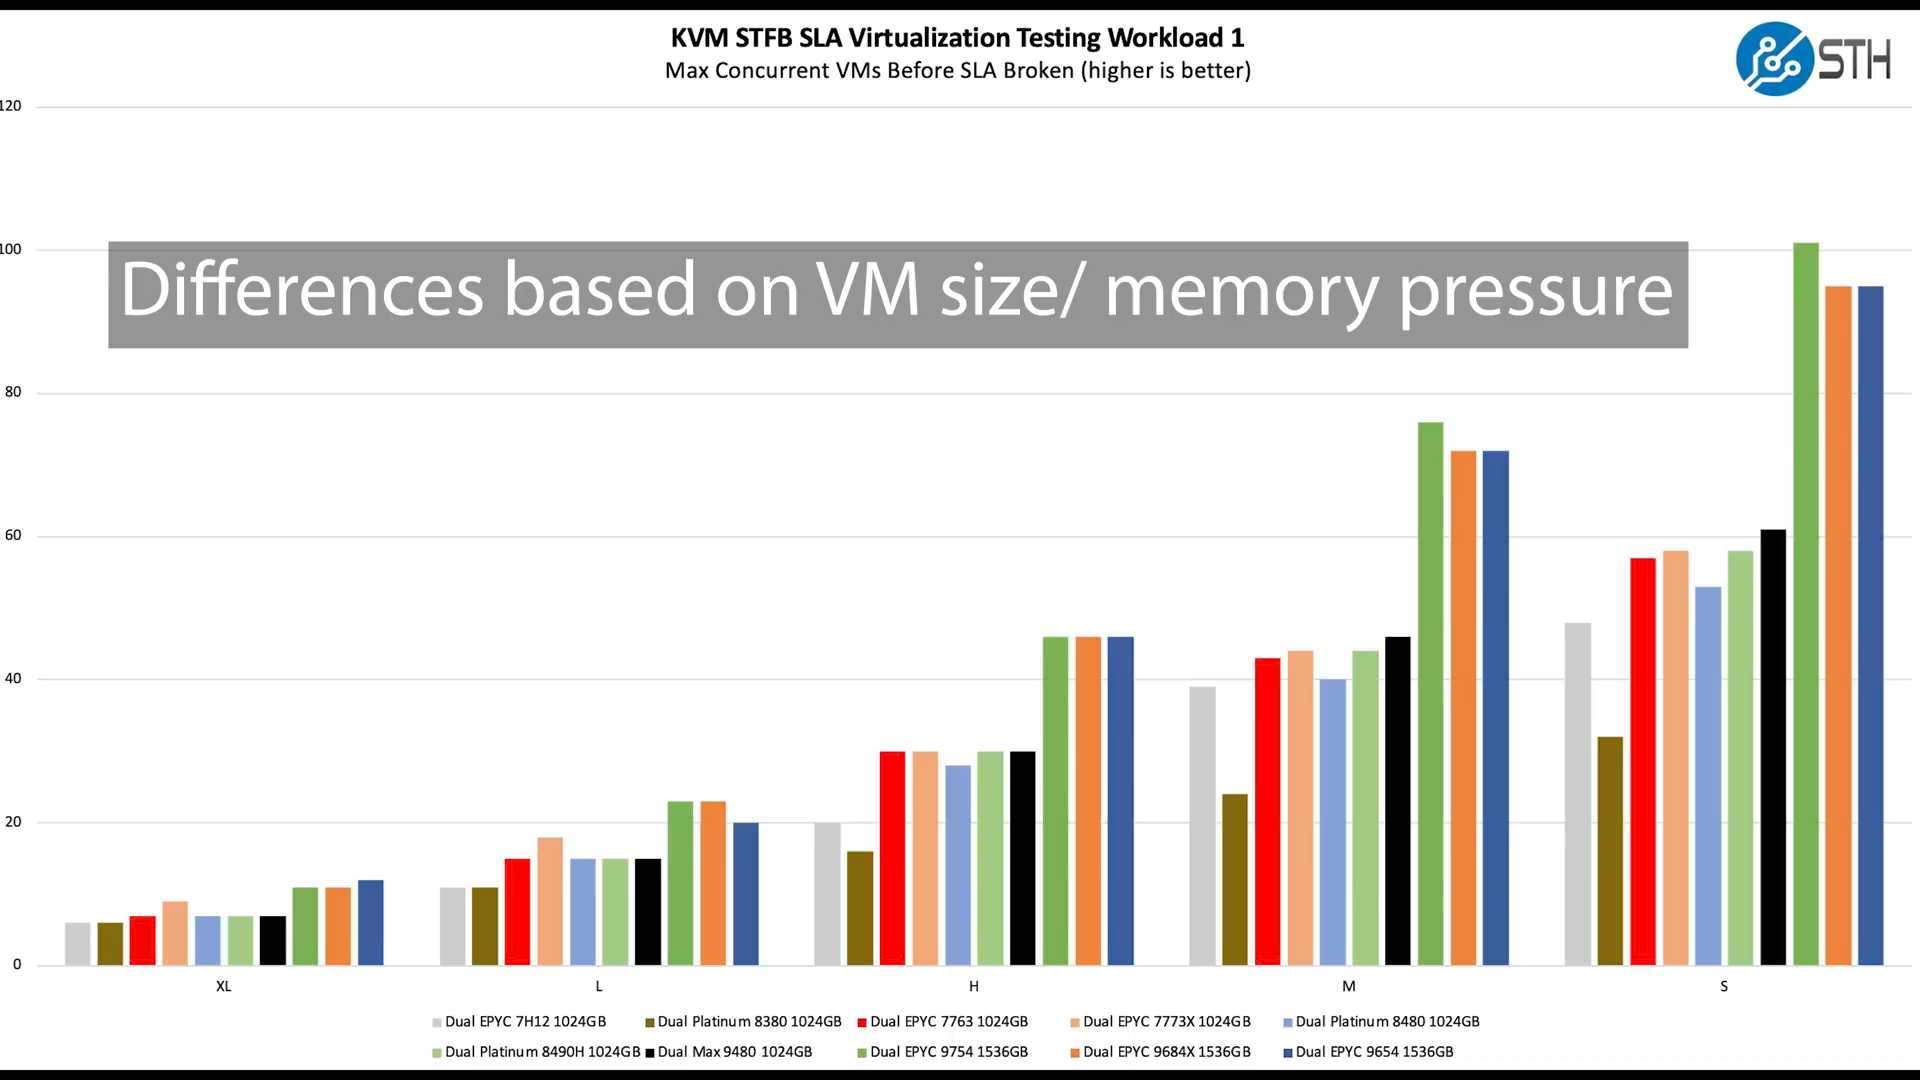 KVM STFB SLA Virtualization Testing Workload 1
Max Concurrent VMs Before SLA Broken (higher is better)
STH
120
100
Differences based on VM size/ memory pressure
80
60
40
20
0
XL L H M S
Dual EPYC 7H12 1024GB Dual Platinum 8380 1024GB Dual EPYC 7763 1024GB Dual EPYC 7773X 1024GB Dual Platinum 8480 1024GB
Dual Platinum 8490H 1024GB Dual Max 9480 1024GB Dual EPYC 9754 1536GB Dual EPYC 9684X 1536GB Dual EPYC 9654 1536GB